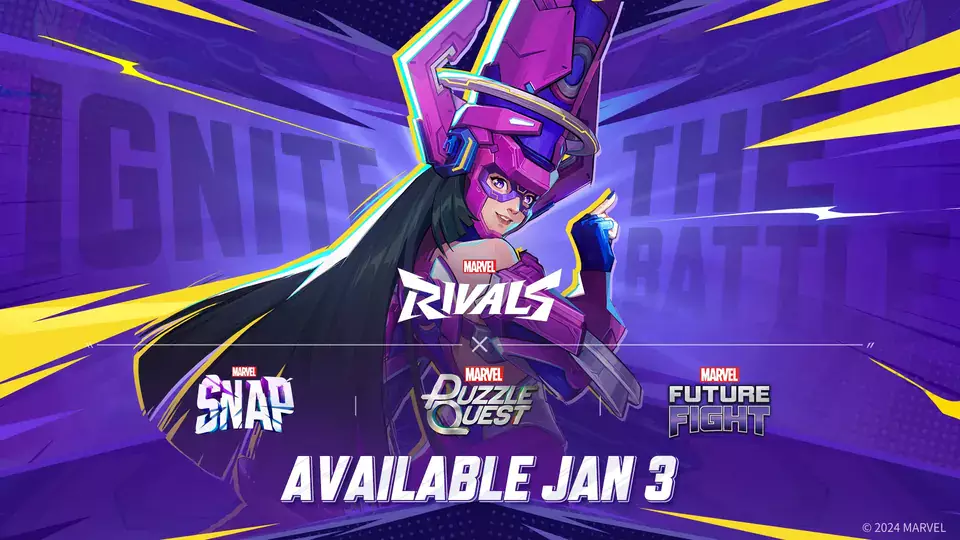 IGNITE THE
BATTLE
MARVEL
RIVALS
×
MARVEL
SNAP
MARVEL
PUZZLE
QUEST
MARVEL
FUTURE
FIGHT
AVAILABLE JAN 3
© 2024 MARVEL